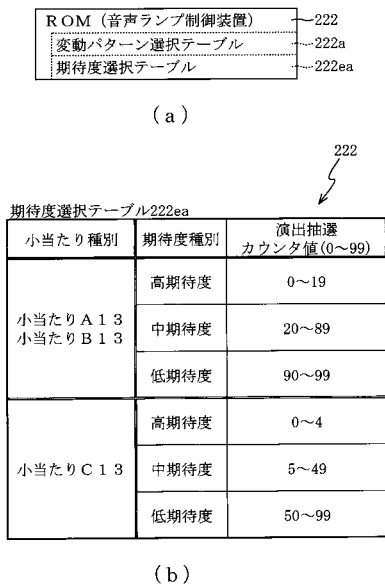 ROM(音声ランプ制御装置)
222
変動パターン選択テーブル
222a
期待度選択テーブル
222ea
(a)
222
期待度選択テーブル222ea
小当たり種別
期待度種別
演出抽選
カウンタ値(0~99)
小当たりA13
小当たりB13
高期待度
0~19
中期待度
20~89
低期待度
90~99
小当たりC13
高期待度
0~4
中期待度
5~49
低期待度
50~99
(b)